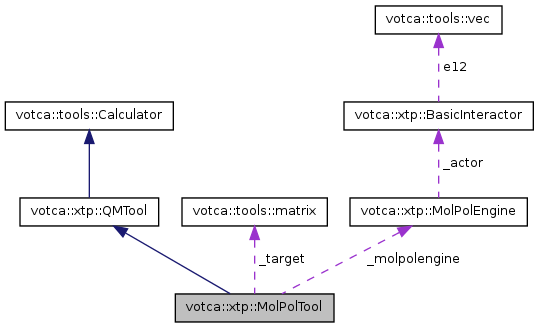 votca::tools::vec
e12
votca::tools::Calculator
votca::xtp::BasicInteractor
_actor
votca::xtp::QMTool
votca::tools::matrix
votca::xtp::MolPolEngine
_target
_molpolengine
votca::xtp::MolPolTool